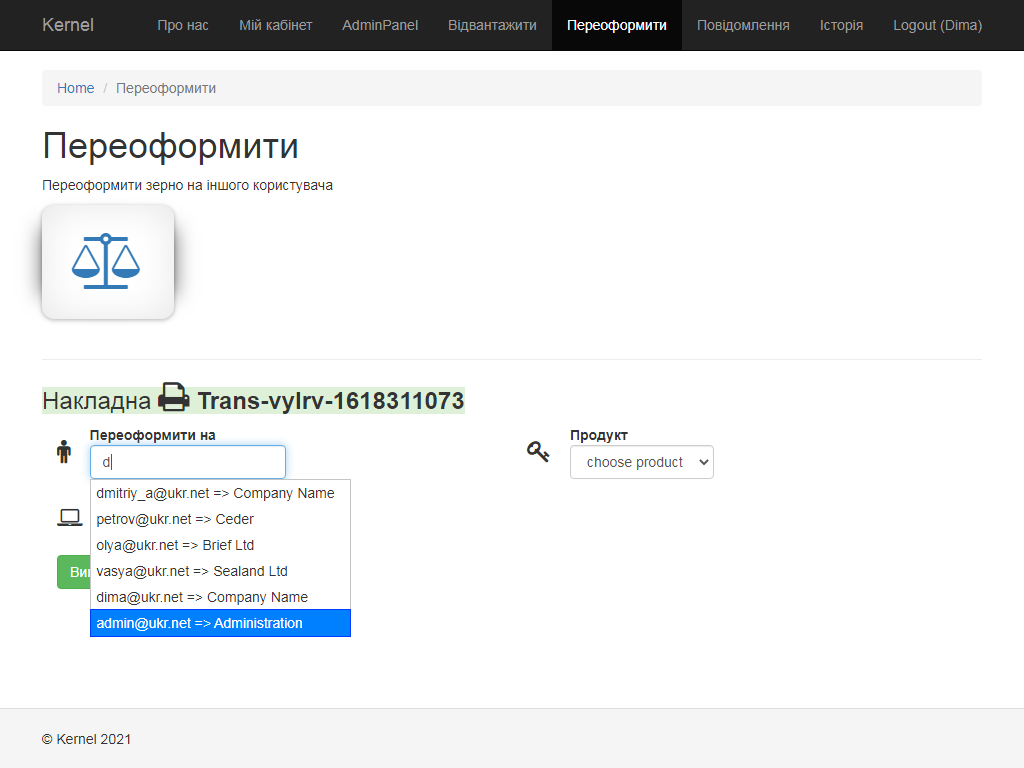 Kernel Про нас Мій кабінет AdminPanel Відвантажити Переоформити Повідомлення Історія Logout (Dima)
Home / Переоформити
Переоформити
Переоформити зерно на іншого користувача
Накладна Trans-vylrv-1618311073
Переоформити на Продукт
d choose product
dmitriy_a@ukr.net => Company Name
petrov@ukr.net => Ceder
olya@ukr.net => Brief Ltd
vasya@ukr.net => Sealand Ltd
dima@ukr.net => Company Name
admin@ukr.net => Administration
© Kernel 2021